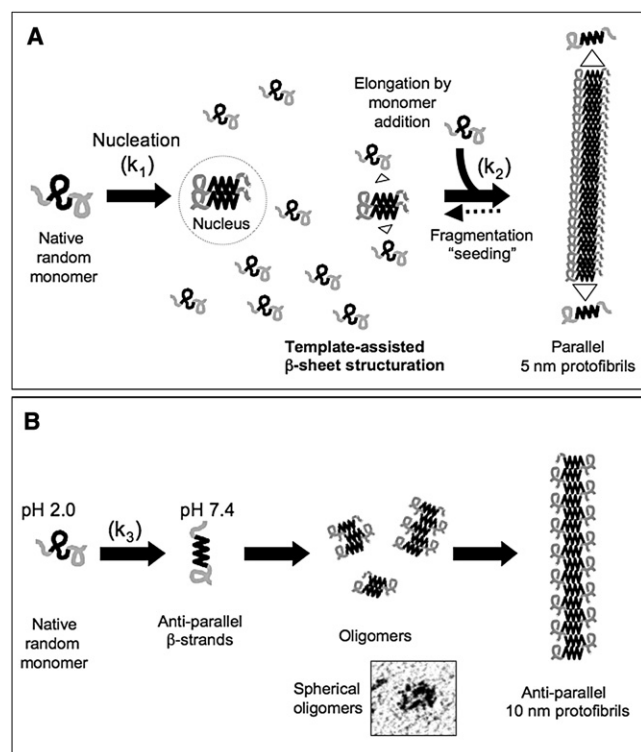 A
Nucleation
(k1)
Native
random
monomer
Nucleus
Elongation by
monomer
addition
(k2)
Fragmentation
“seeding”
Template-assisted
β-sheet structuration
Parallel
5 nm protofibrils
B
pH 2.0
(k3)
pH 7.4
Native
random
monomer
Anti-parallel
β-strands
Oligomers
Spherical
oligomers
Anti-parallel
10 nm protofibrils